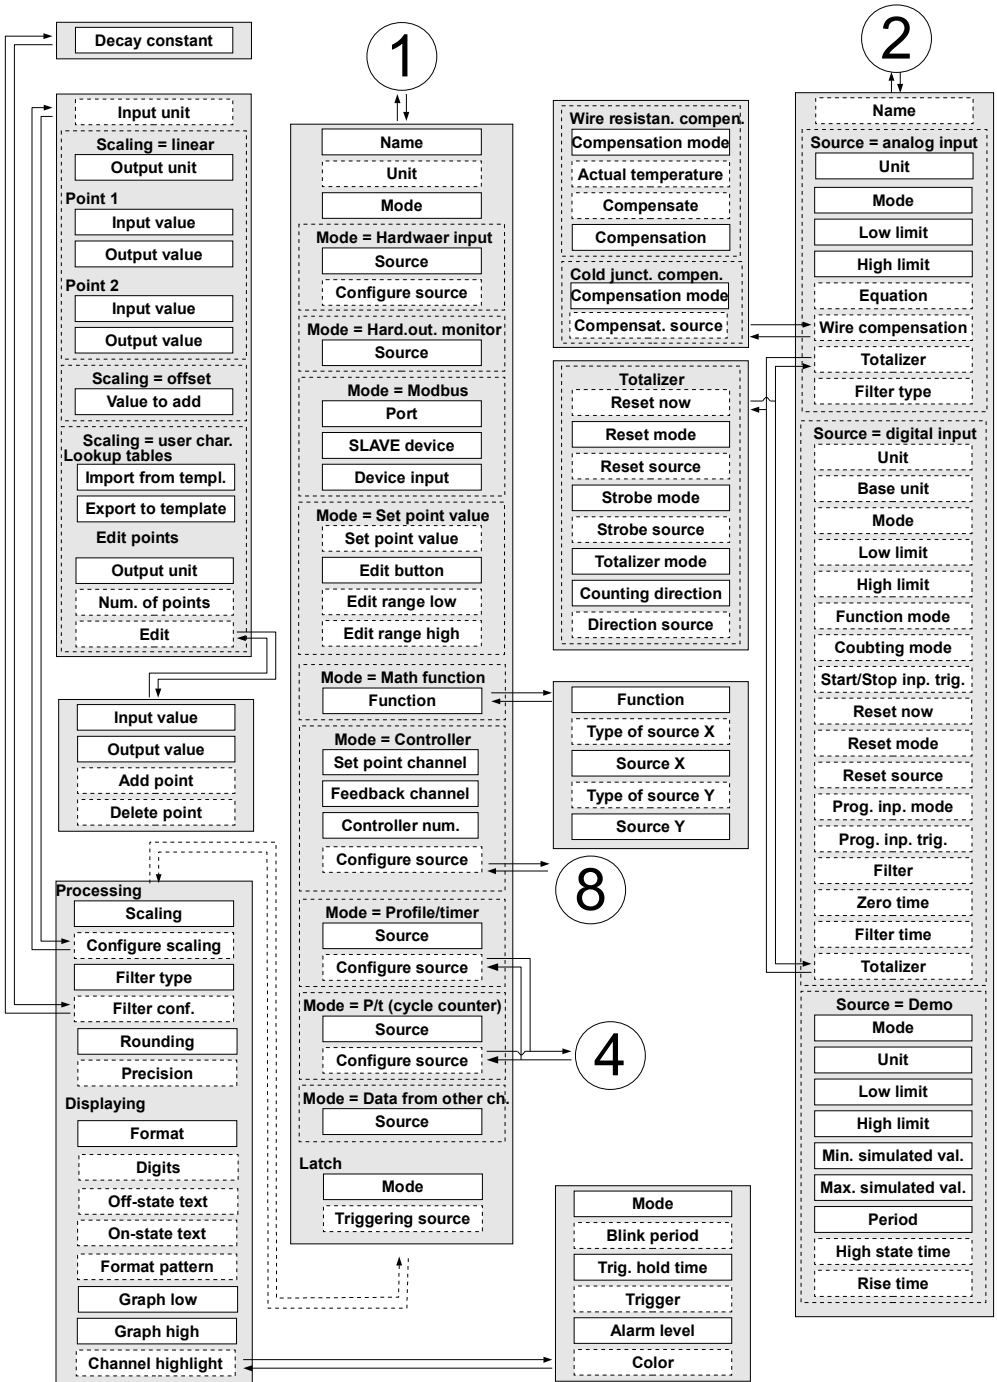 Decay constant
Input unit
Scaling = linear
Output unit
Point 1
Input value
Output value
Point 2
Input value
Output value
Scaling = offset
Value to add
Scaling = user char.
Lookup tables
Import from templ.
Export to template
Edit points
Output unit
Num. of points
Edit
Input value
Output value
Add point
Delete point
Processing
Scaling
Configure scaling
Filter type
Filter conf.
Rounding
Precision
Displaying
Format
Digits
Off-state text
On-state text
Format pattern
Graph low
Graph high
Channel highlight
1
Name
Unit
Mode
Mode = Hardwaer input
Source
Configure source
Mode = Hard.out. monitor
Source
Mode = Modbus
Port
SLAVE device
Device input
Mode = Set point value
Set point value
Edit button
Edit range low
Edit range high
Mode = Math function
Function
Mode = Controller
Set point channel
Feedback channel
Controller num.
Configure source
Mode = Profile/timer
Source
Configure source
Mode = P/t (cycle counter)
Source
Configure source
Mode = Data from other ch.
Source
Latch
Mode
Triggering source
Wire resistan. compen.
Compensation mode
Actual temperature
Compensate
Compensation
Cold junct. compen.
Compensation mode
Compensat. source
Totalizer
Reset now
Reset mode
Reset source
Strobe mode
Strobe source
Totalizer mode
Counting direction
Direction source
Function
Type of source X
Source X
Type of source Y
Source Y
8
4
Mode
Blink period
Trig. hold time
Trigger
Alarm level
Color
2
Name
Source = analog input
Unit
Mode
Low limit
High limit
Equation
Wire compensation
Totalizer
Filter type
Source = digital input
Unit
Base unit
Mode
Low limit
High limit
Function mode
Coubting mode
Start/Stop inp. trig.
Reset now
Reset mode
Reset source
Prog. inp. mode
Prog. inp. trig.
Filter
Zero time
Filter time
Totalizer
Source = Demo
Mode
Unit
Low limit
High limit
Min. simulated val.
Max. simulated val.
Period
High state time
Rise time